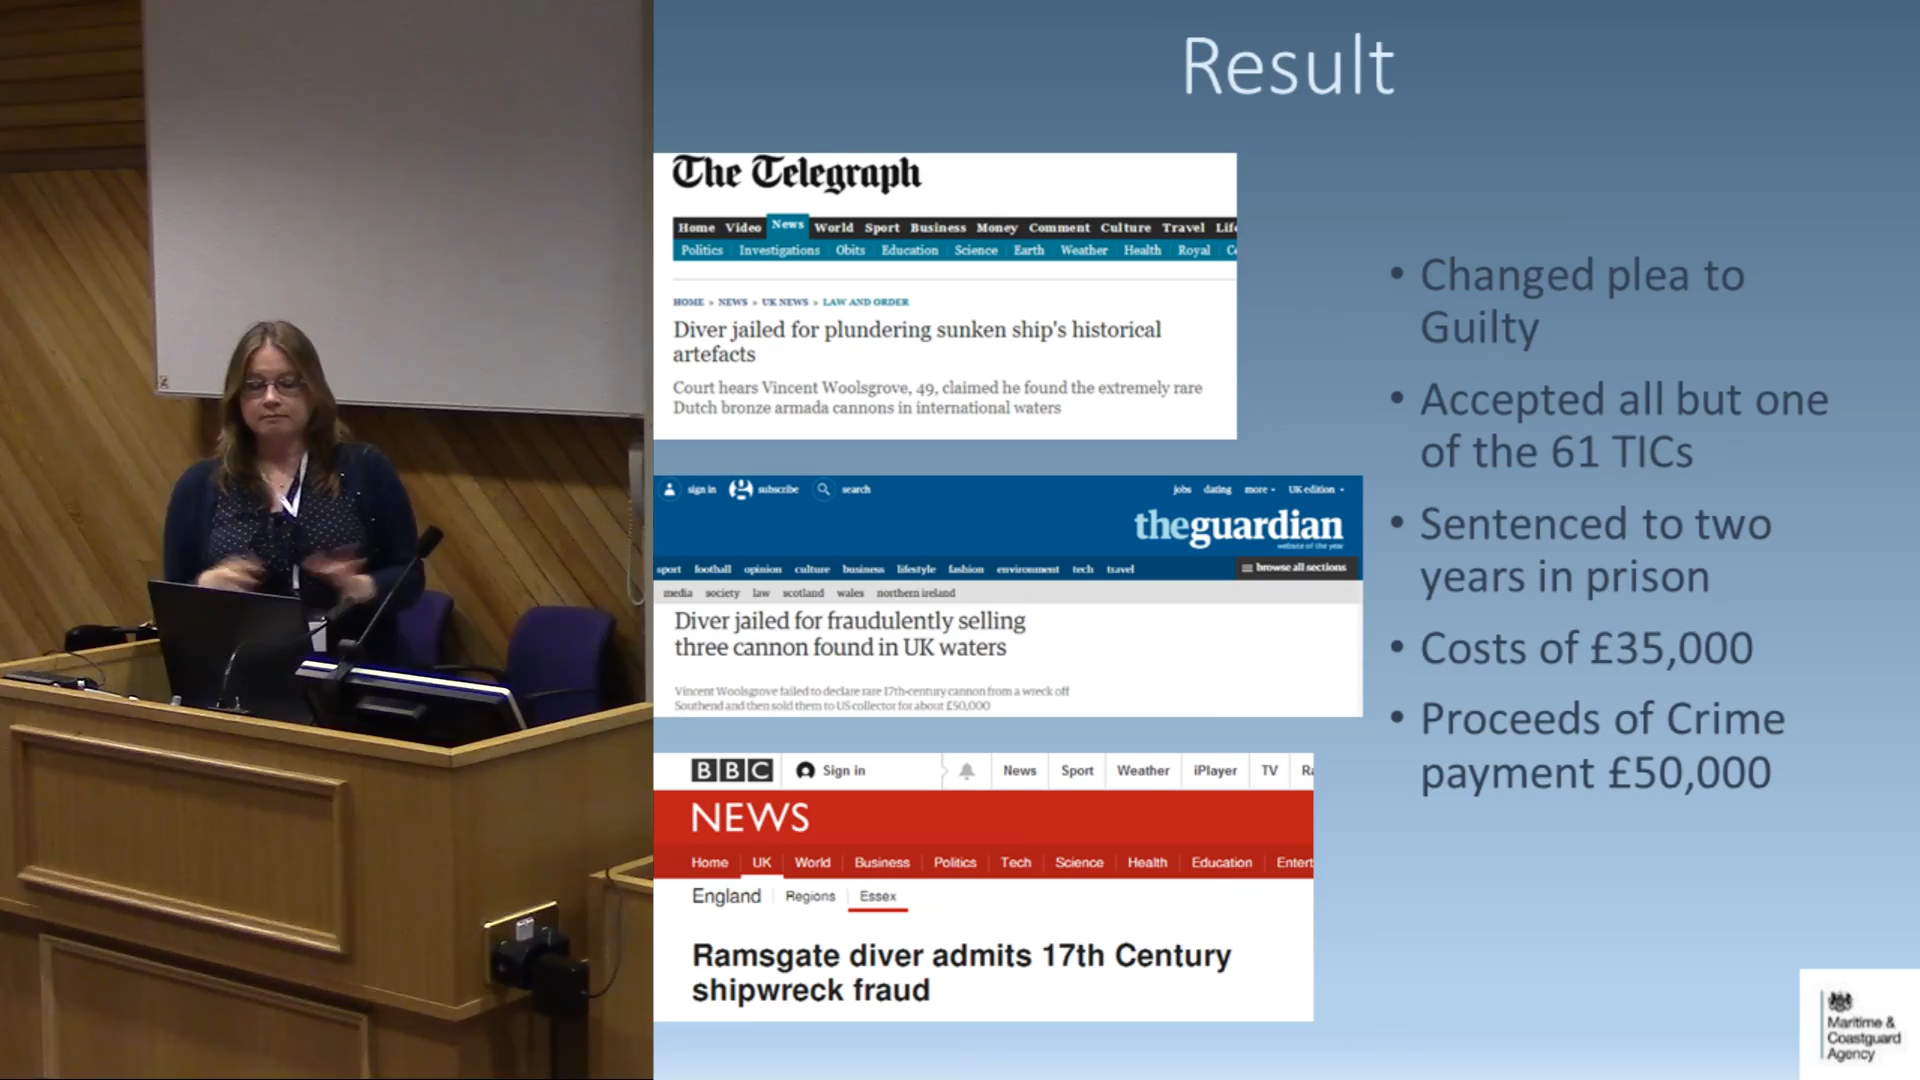 Result
The Telegraph
Home Video News World Sport Business Money Comment Culture Travel
Politics Investigations Obits Education Science Earth Weather Health Royal
HOME » NEWS » UK NEWS » LAW AND ORDER
Diver jailed for plundering sunken ship's historical
artefacts
Court hears Vincent Woolsgrove, 49, claimed he found the extremely rare
Dutch bronze armada cannons in international waters
sign in subscribe search jobs dating more UK edition
theguardian
website of the year
sport football opinion culture business lifestyle fashion environment tech travel browse all sections
media society law scotland wales northern ireland
Diver jailed for fraudulently selling
three cannon found in UK waters
Vincent Woolsgrove failed to declare rare 17th-century cannon from a wreck off
Southend and then sold them to US collector for about £50,000
BBC Sign in News Sport Weather iPlayer TV
NEWS
Home UK World Business Politics Tech Science Health Education
England Regions Essex
Ramsgate diver admits 17th Century
shipwreck fraud
• Changed plea to
Guilty
• Accepted all but one
of the 61 TICs
• Sentenced to two
years in prison
• Costs of £35,000
• Proceeds of Crime
payment £50,000
Maritime &
Coastguard
Agency